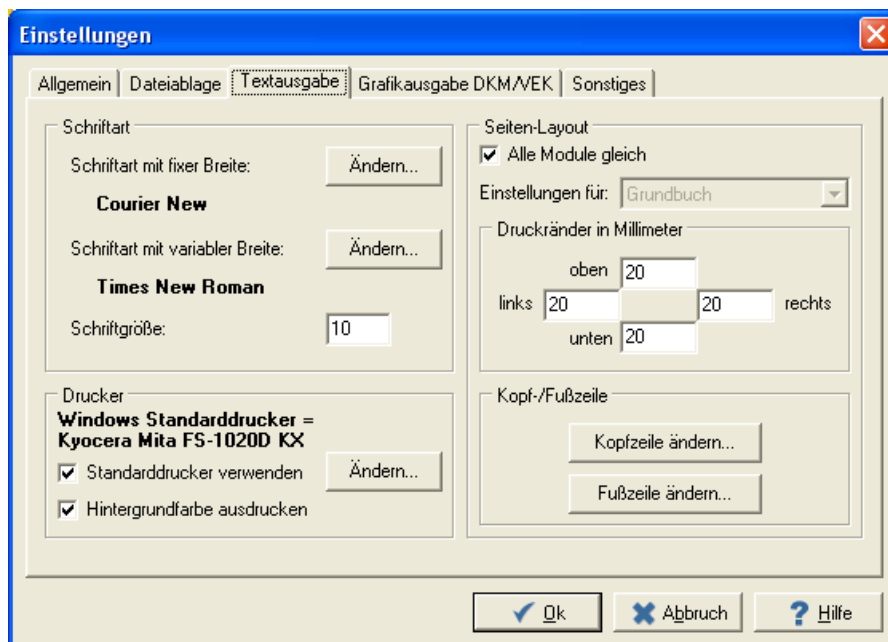 Einstellungen
Allgemein Dateiablage Textausgabe Grafikausgabe DKM/VEK Sonstiges
Schriftart
Schriftart mit fixer Breite: Ändern...
Courier New
Schriftart mit variabler Breite: Ändern...
Times New Roman
Schriftgröße: 10
Drucker
Windows Standarddrucker =
Kyocera Mita FS-1020D KX
Standarddrucker verwenden Ändern...
Hintergrundfarbe ausdrucken
Seiten-Layout
Alle Module gleich
Einstellungen für: Grundbuch
Druckränder in Millimeter
oben 20
links 20 20 rechts
unten 20
Kopf-/Fußzeile
Kopfzeile ändern...
Fußzeile ändern...
Ok Abbruch ? Hilfe